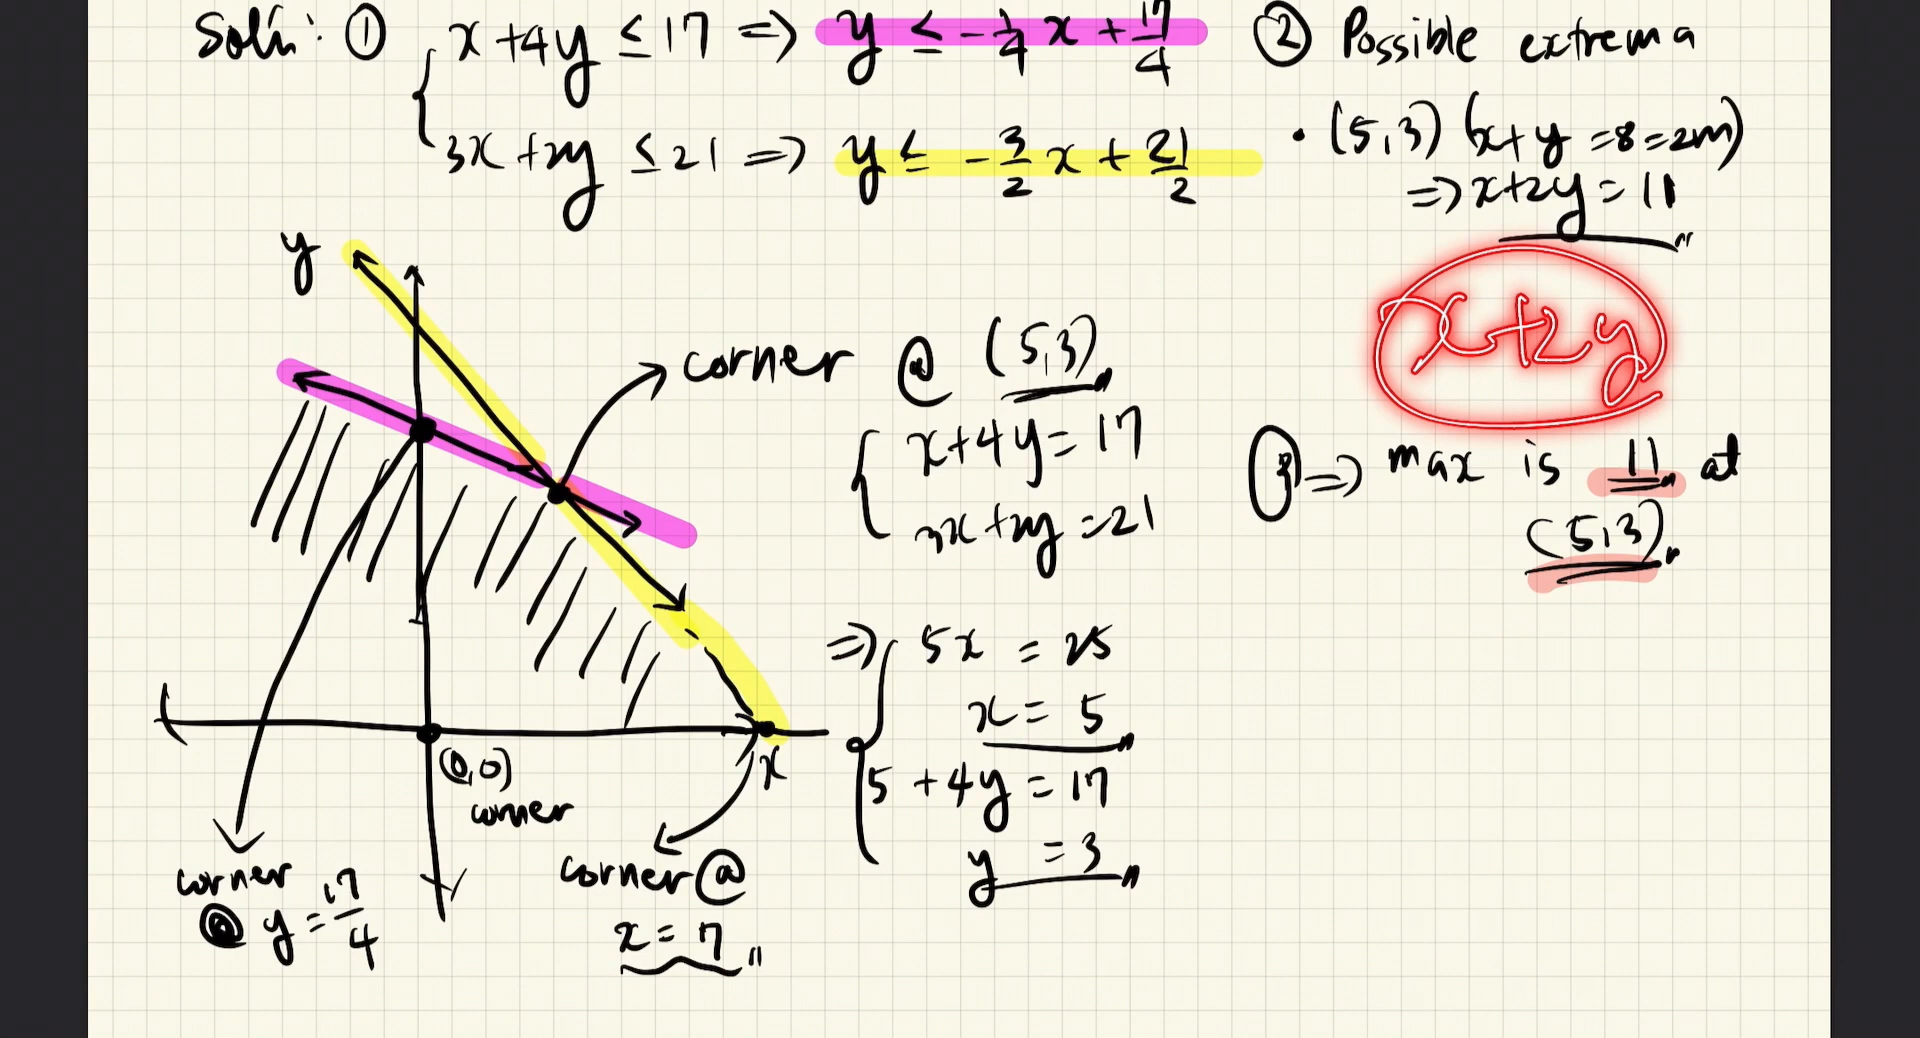 Sol'n: ① x + 4y ≤ 17 ⇒ y ≤ -1/4 x + 17/4
3x + 2y ≤ 21 ⇒ y ≤ -3/2 x + 21/2
② Possible extrema
• (5,3) (x + y = 8 = 2m)
⇒ x + 2y = 11
x + 2y
③ ⇒ max is 11 at
(5,3)
y
corner @ (5,3)
x + 4y = 17
3x + 2y = 21
⇒ 5x = 25
x = 5
5 + 4y = 17
y = 3
x
(0,0)
corner
corner
@ y = 17/4
corner @
x = 7